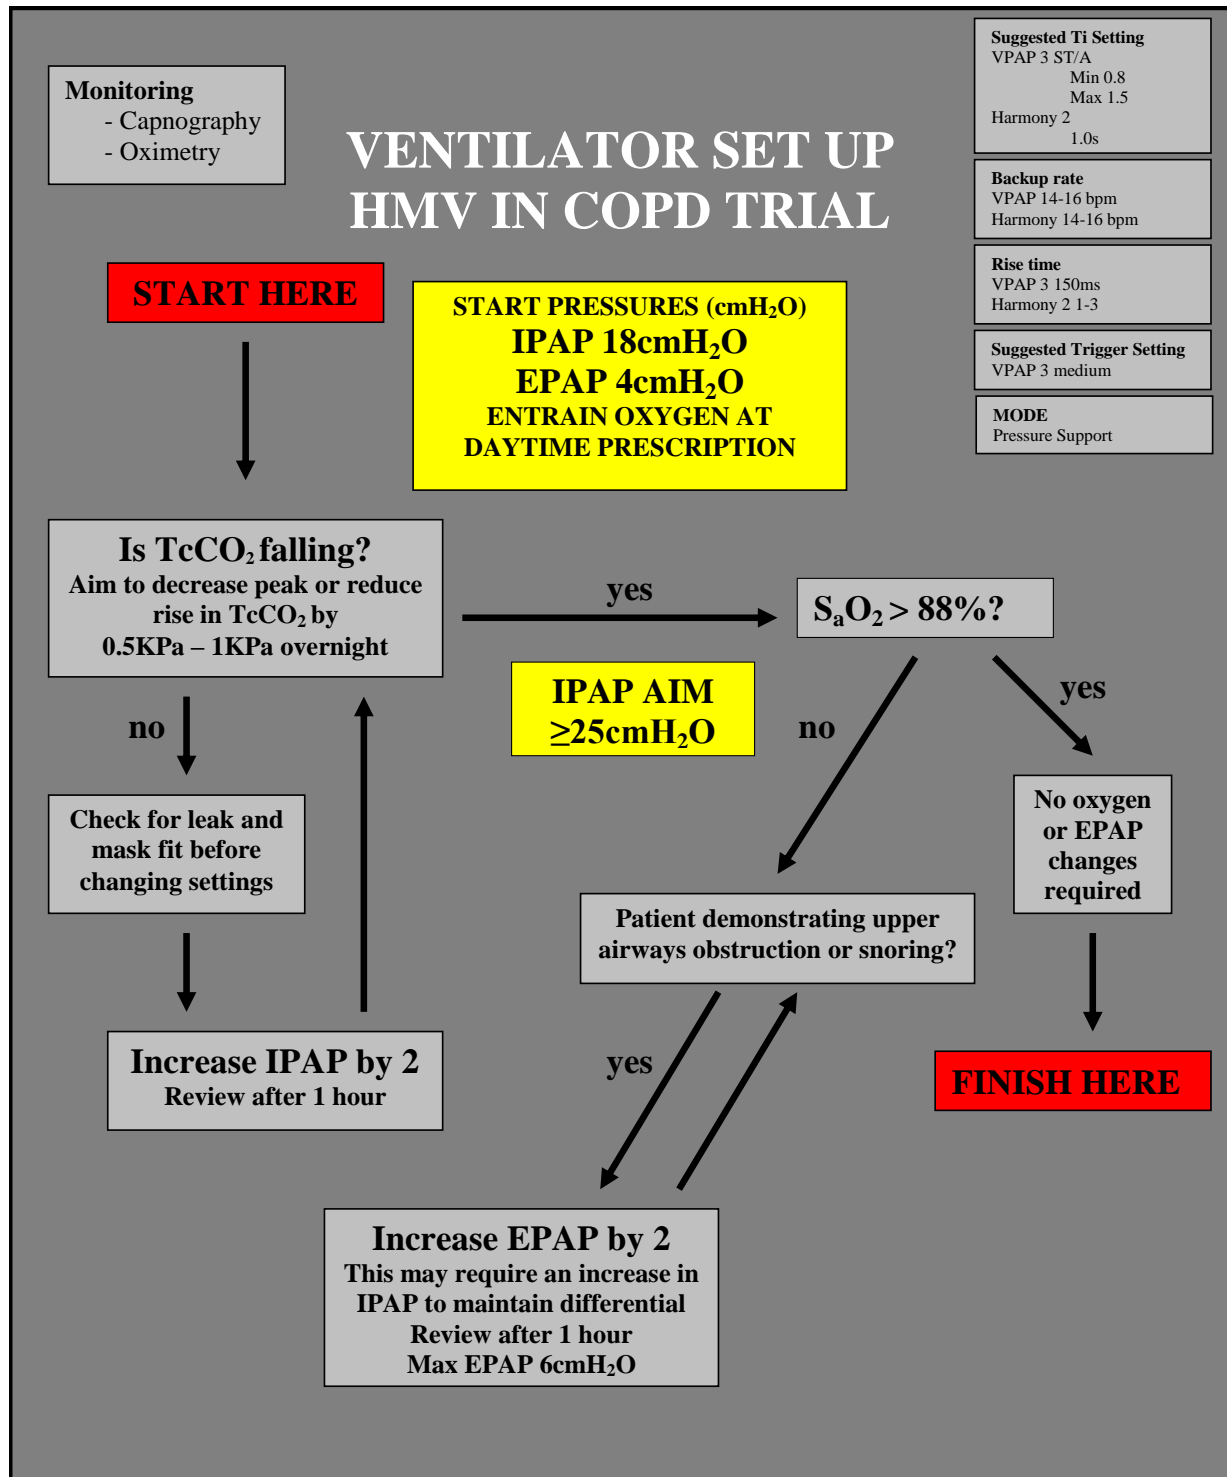 Monitoring
- Capnography
- Oximetry
VENTILATOR SET UP
HMV IN COPD TRIAL
Suggested Ti Setting
VPAP 3 ST/A
Min 0.8
Max 1.5
Harmony 2
1.0s
Backup rate
VPAP 14-16 bpm
Harmony 14-16 bpm
Rise time
VPAP 3 150ms
Harmony 2 1-3
Suggested Trigger Setting
VPAP 3 medium
MODE
Pressure Support
START HERE
START PRESSURES (cmH₂O)
IPAP 18cmH₂O
EPAP 4cmH₂O
ENTRAIN OXYGEN AT
DAYTIME PRESCRIPTION
Is TcCO₂ falling?
Aim to decrease peak or reduce
rise in TcCO₂ by
0.5KPa – 1KPa overnight
yes
SₐO₂ > 88%?
IPAP AIM
≥25cmH₂O
no
no
yes
Check for leak and
mask fit before
changing settings
No oxygen
or EPAP
changes
required
Patient demonstrating upper
airways obstruction or snoring?
Increase IPAP by 2
Review after 1 hour
yes
FINISH HERE
Increase EPAP by 2
This may require an increase in
IPAP to maintain differential
Review after 1 hour
Max EPAP 6cmH₂O